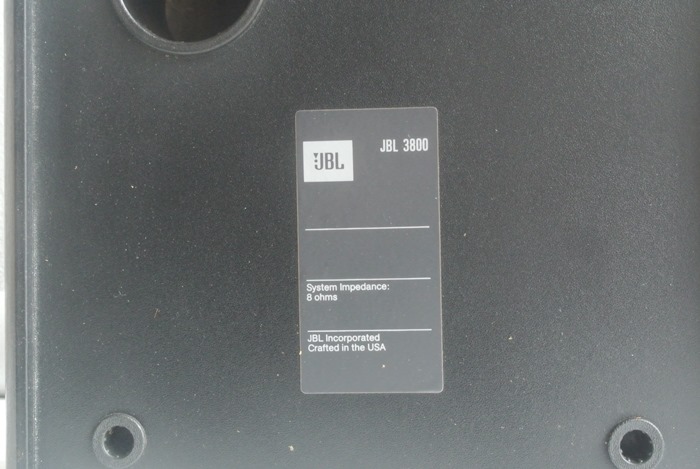 JBL
JBL 3800
System Impedance:
8 ohms
JBL Incorporated
Crafted in the USA